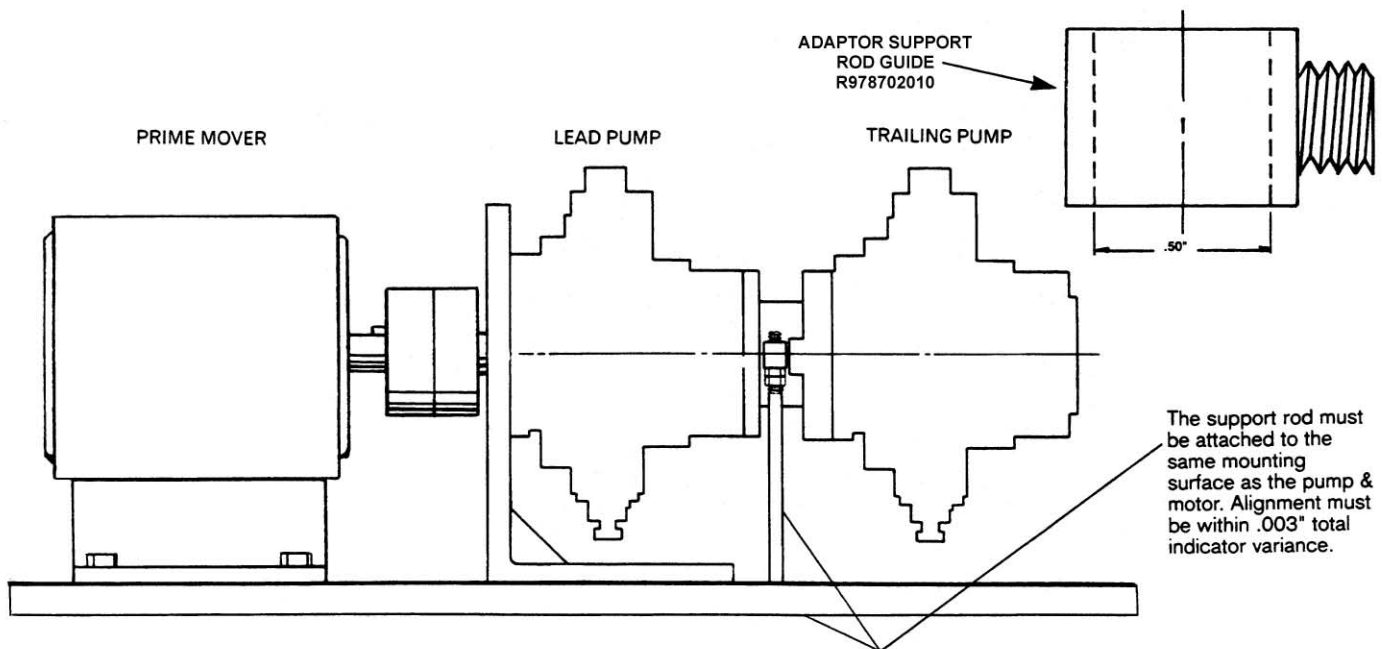 ADAPTOR SUPPORT
ROD GUIDE
R978702010
PRIME MOVER
LEAD PUMP
TRAILING PUMP
.50"
The support rod must
be attached to the
same mounting
surface as the pump &
motor. Alignment must
be within .003" total
indicator variance.